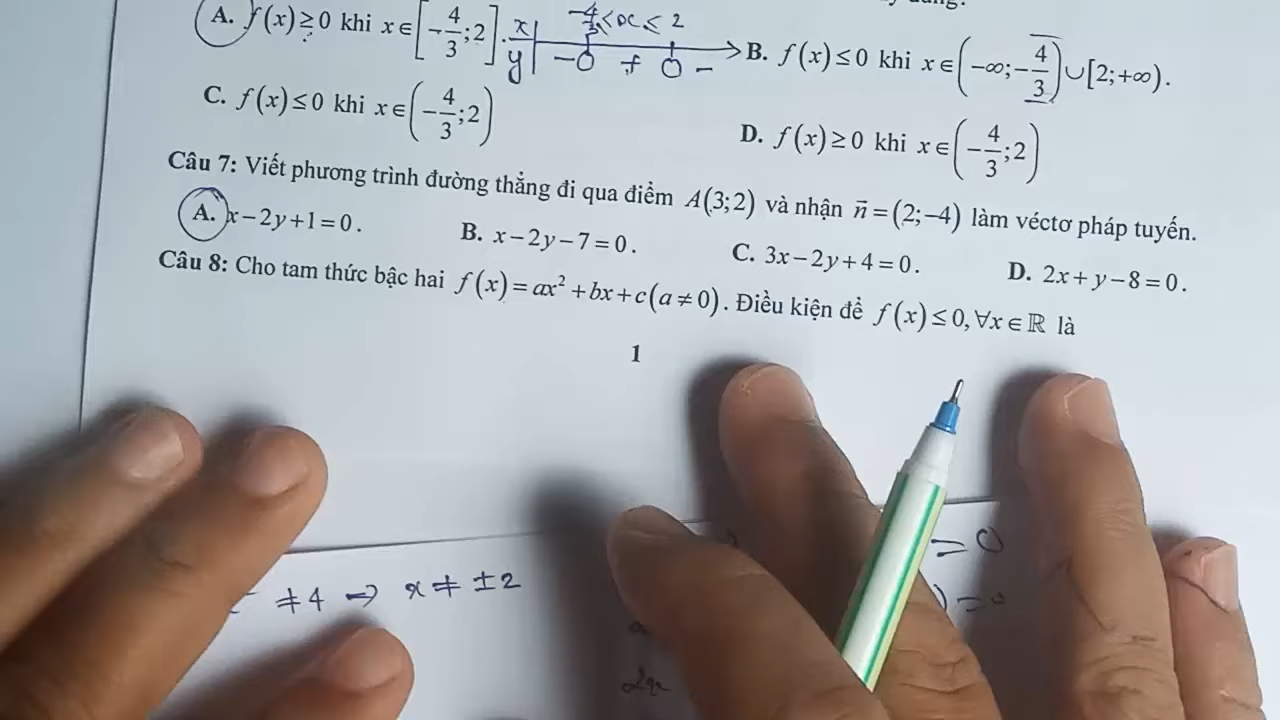 -4/3 < x ≤ 2
A. f(x) ≥ 0 khi x ∈ [-4/3; 2]. x B. f(x) ≤ 0 khi x ∈ (-∞; -4/3) ∪ [2; +∞).
y -0 + 0 -
C. f(x) ≤ 0 khi x ∈ (-4/3; 2) D. f(x) ≥ 0 khi x ∈ (-4/3; 2)
Câu 7: Viết phương trình đường thẳng đi qua điểm A(3;2) và nhận n⃗ = (2;-4) làm véctơ pháp tuyến.
A. x - 2y + 1 = 0. B. x - 2y - 7 = 0. C. 3x - 2y + 4 = 0. D. 2x + y - 8 = 0.
Câu 8: Cho tam thức bậc hai f(x) = ax² + bx + c (a ≠ 0). Điều kiện để f(x) ≤ 0, ∀x ∈ ℝ là
1
= 0
≠ 4 → x ≠ ±2